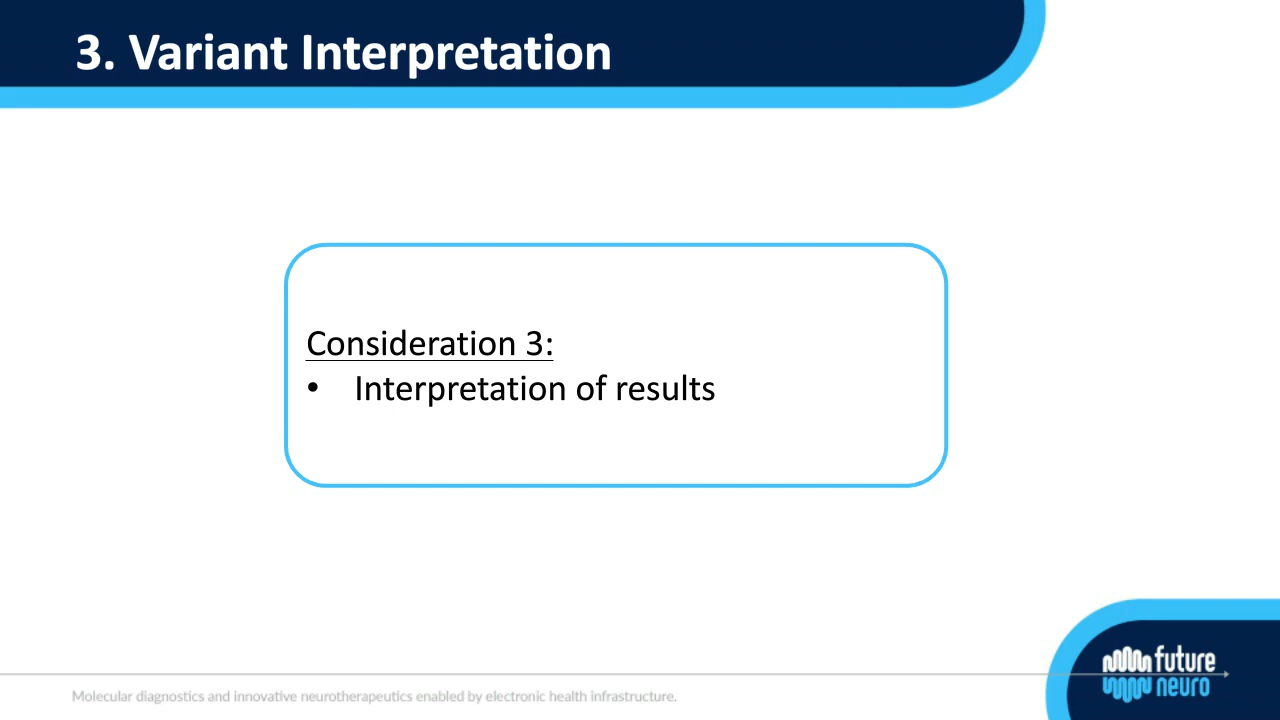 3. Variant Interpretation
Consideration 3:
• Interpretation of results
future
neuro
Molecular diagnostics and innovative neurotherapeutics enabled by electronic health infrastructure.